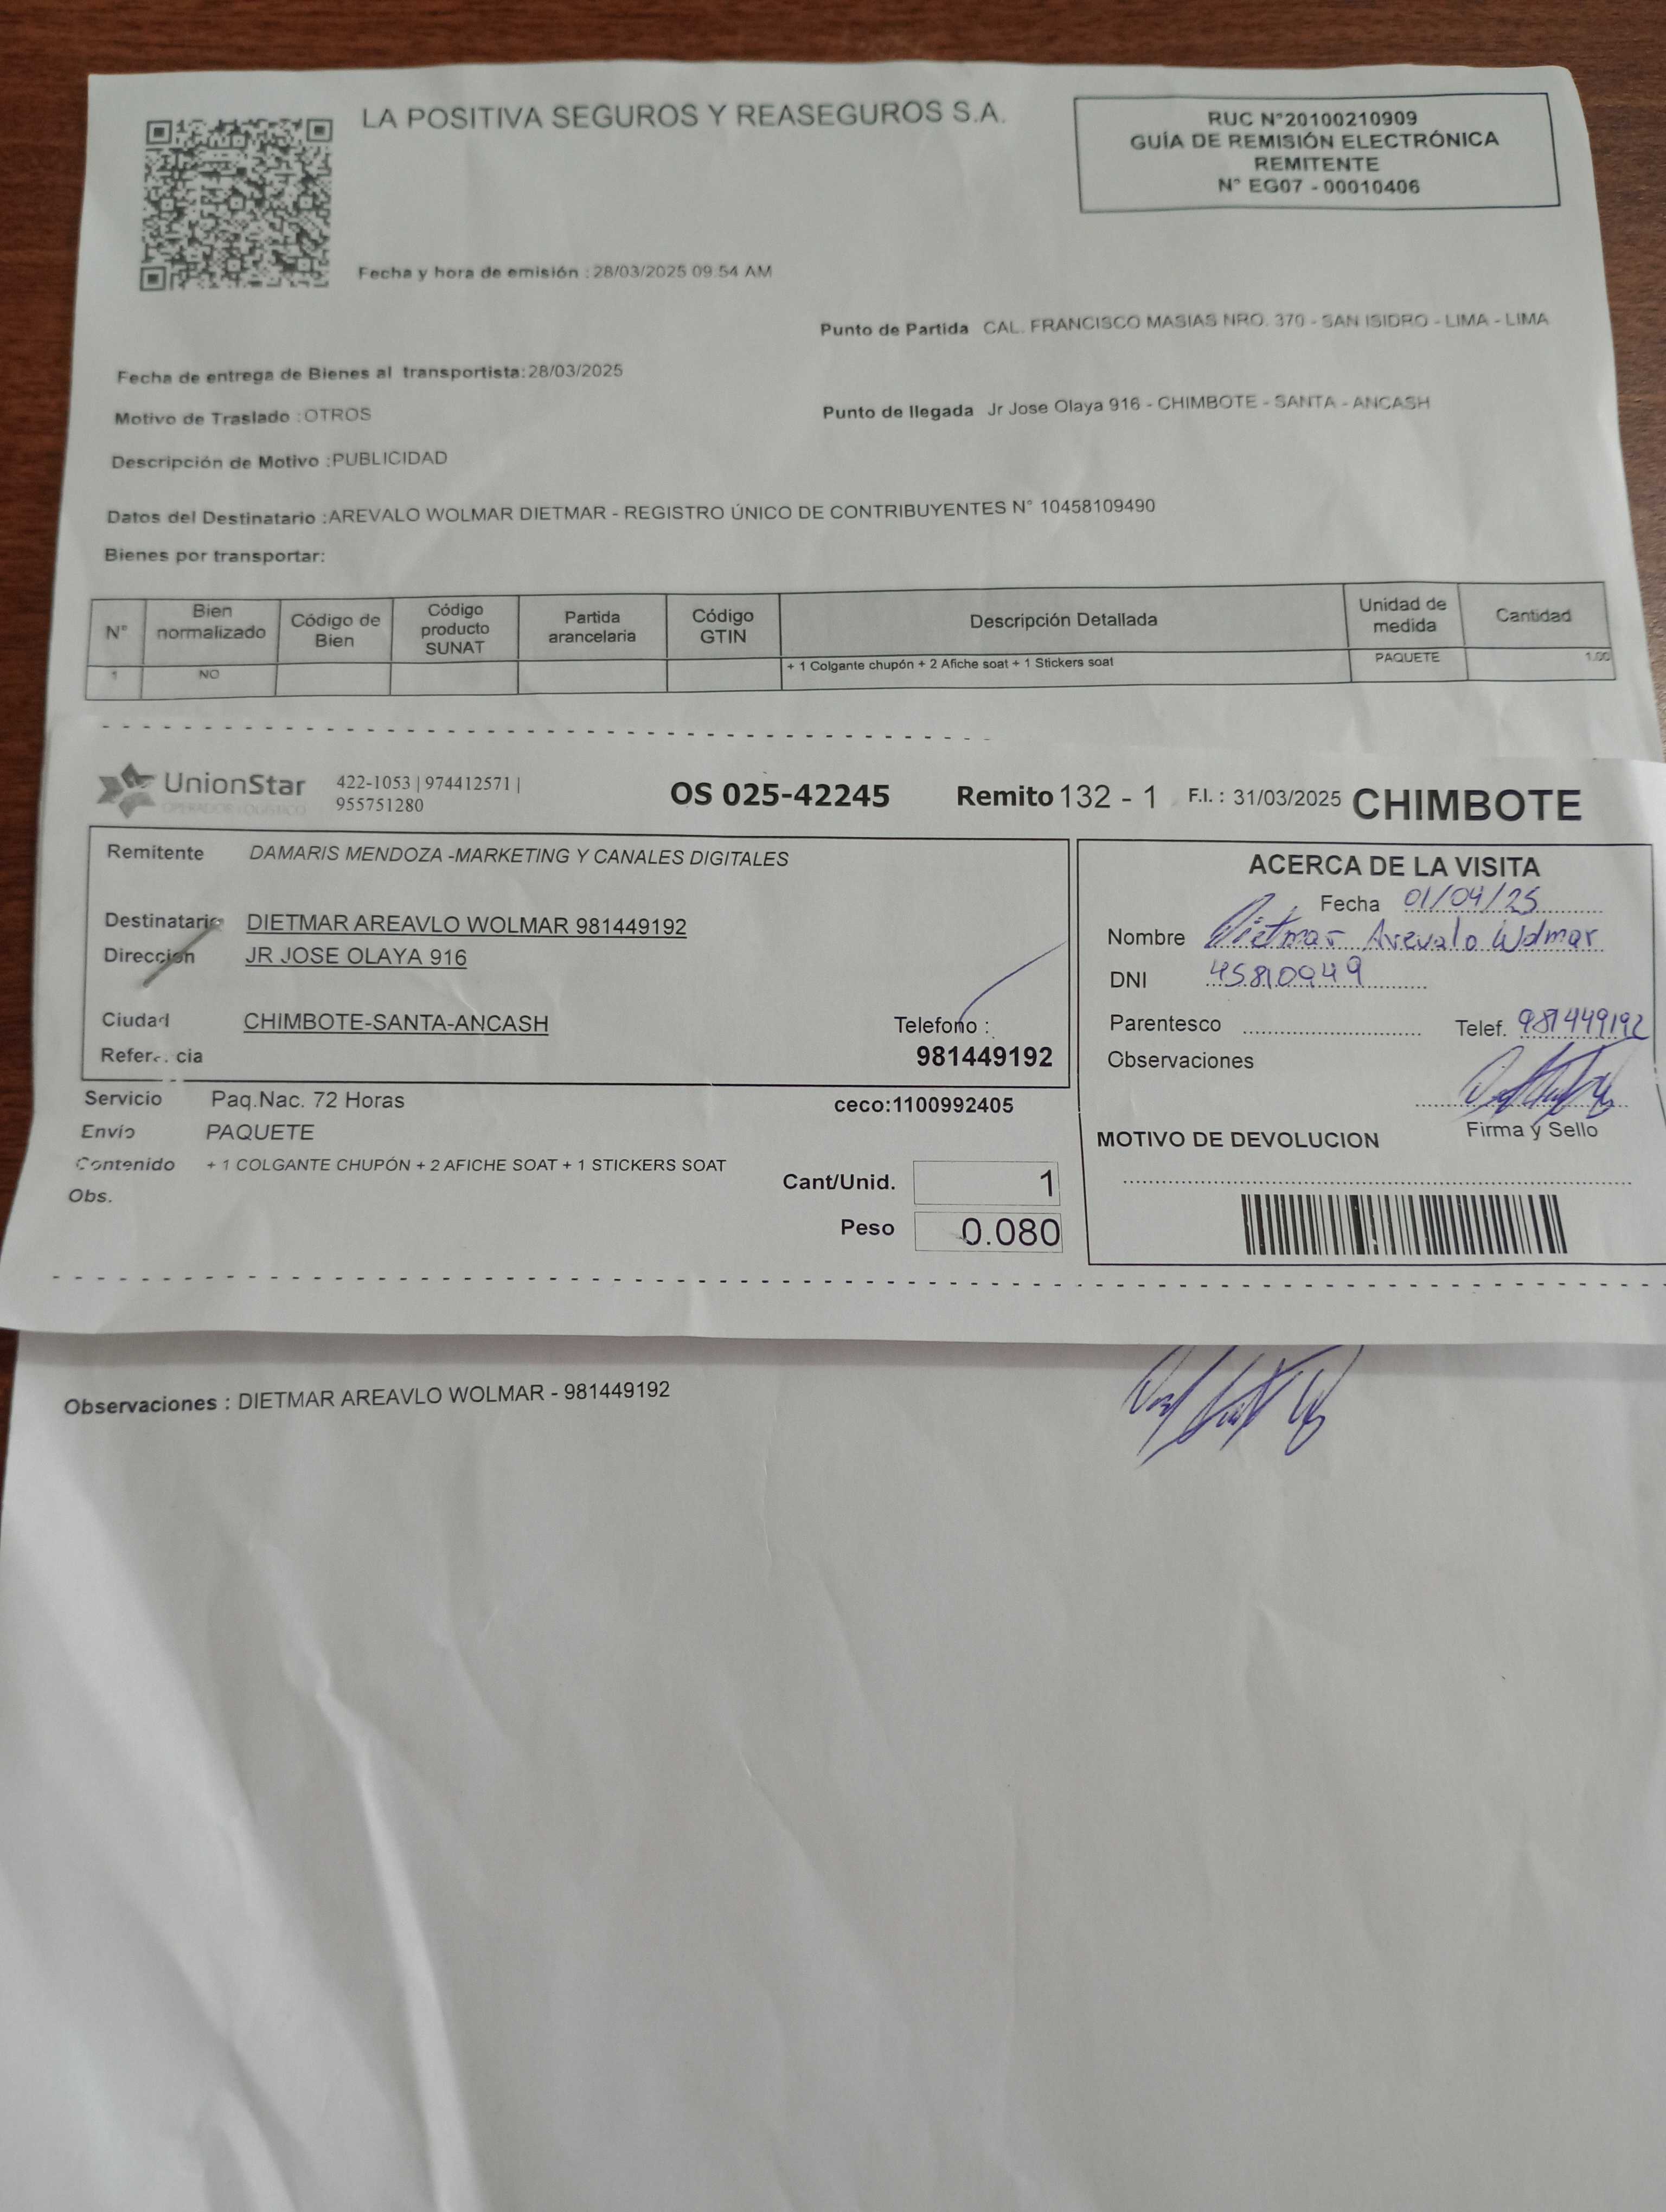 LA POSITIVA SEGUROS Y REASEGUROS S.A.
RUC N°20100210909
GUÍA DE REMISIÓN ELECTRÓNICA
REMITENTE
N° EG07 - 00010406
Fecha y hora de emisión : 28/03/2025 09:54 AM
Punto de Partida CAL. FRANCISCO MASIAS NRO. 370 - SAN ISIDRO - LIMA - LIMA
Fecha de entrega de Bienes al transportista: 28/03/2025
Motivo de Traslado : OTROS
Punto de llegada Jr Jose Olaya 916 - CHIMBOTE - SANTA - ANCASH
Descripción de Motivo : PUBLICIDAD
Datos del Destinatario : AREVALO WOLMAR DIETMAR - REGISTRO ÚNICO DE CONTRIBUYENTES N° 10458109490
Bienes por transportar:
N° Bien normalizado Código de Bien Código producto SUNAT Partida arancelaria Código GTIN Descripción Detallada Unidad de medida Cantidad
1 NO + 1 Colgante chupón + 2 Afiche soat + 1 Stickers soat PAQUETE 1.00
UnionStar
OPERADOR LOGÍSTICO
422-1053 | 974412571 |
955751280
OS 025-42245 Remito 132 - 1 F.I. : 31/03/2025 CHIMBOTE
Remitente DAMARIS MENDOZA -MARKETING Y CANALES DIGITALES
Destinatario DIETMAR AREAVLO WOLMAR 981449192
Dirección JR JOSE OLAYA 916
Ciudad CHIMBOTE-SANTA-ANCASH
Telefono :
Refer.. cia 981449192
Servicio Paq.Nac. 72 Horas
ceco:1100992405
Envío PAQUETE
Contenido + 1 COLGANTE CHUPÓN + 2 AFICHE SOAT + 1 STICKERS SOAT
Obs.
Cant/Unid. 1
Peso 0.080
ACERCA DE LA VISITA
Fecha 01/04/25
Nombre Dietmar Arevalo Wolmar
DNI 45810949
Parentesco Telef. 981449192
Observaciones
Firma y Sello
MOTIVO DE DEVOLUCION
Observaciones : DIETMAR AREAVLO WOLMAR - 981449192